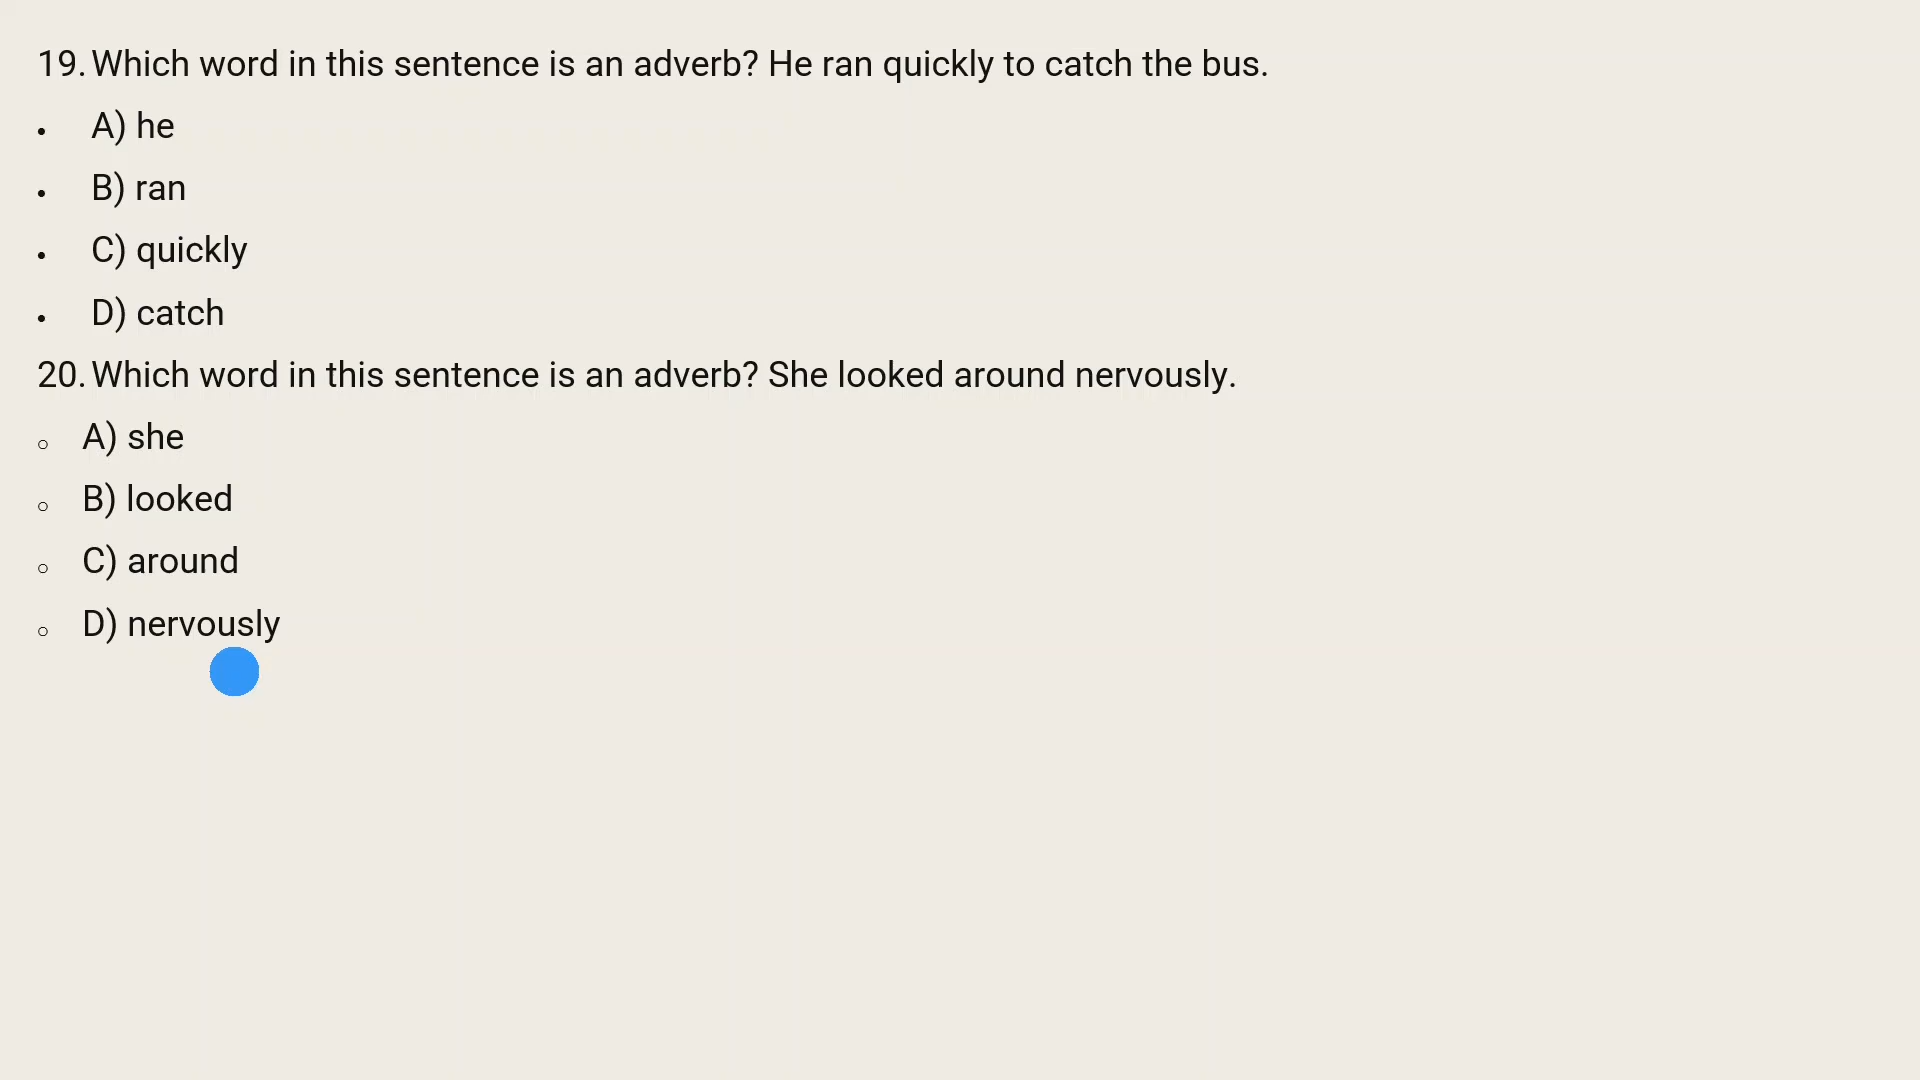 19. Which word in this sentence is an adverb? He ran quickly to catch the bus.
• A) he
• B) ran
• C) quickly
• D) catch
20. Which word in this sentence is an adverb? She looked around nervously.
○ A) she
○ B) looked
○ C) around
○ D) nervously